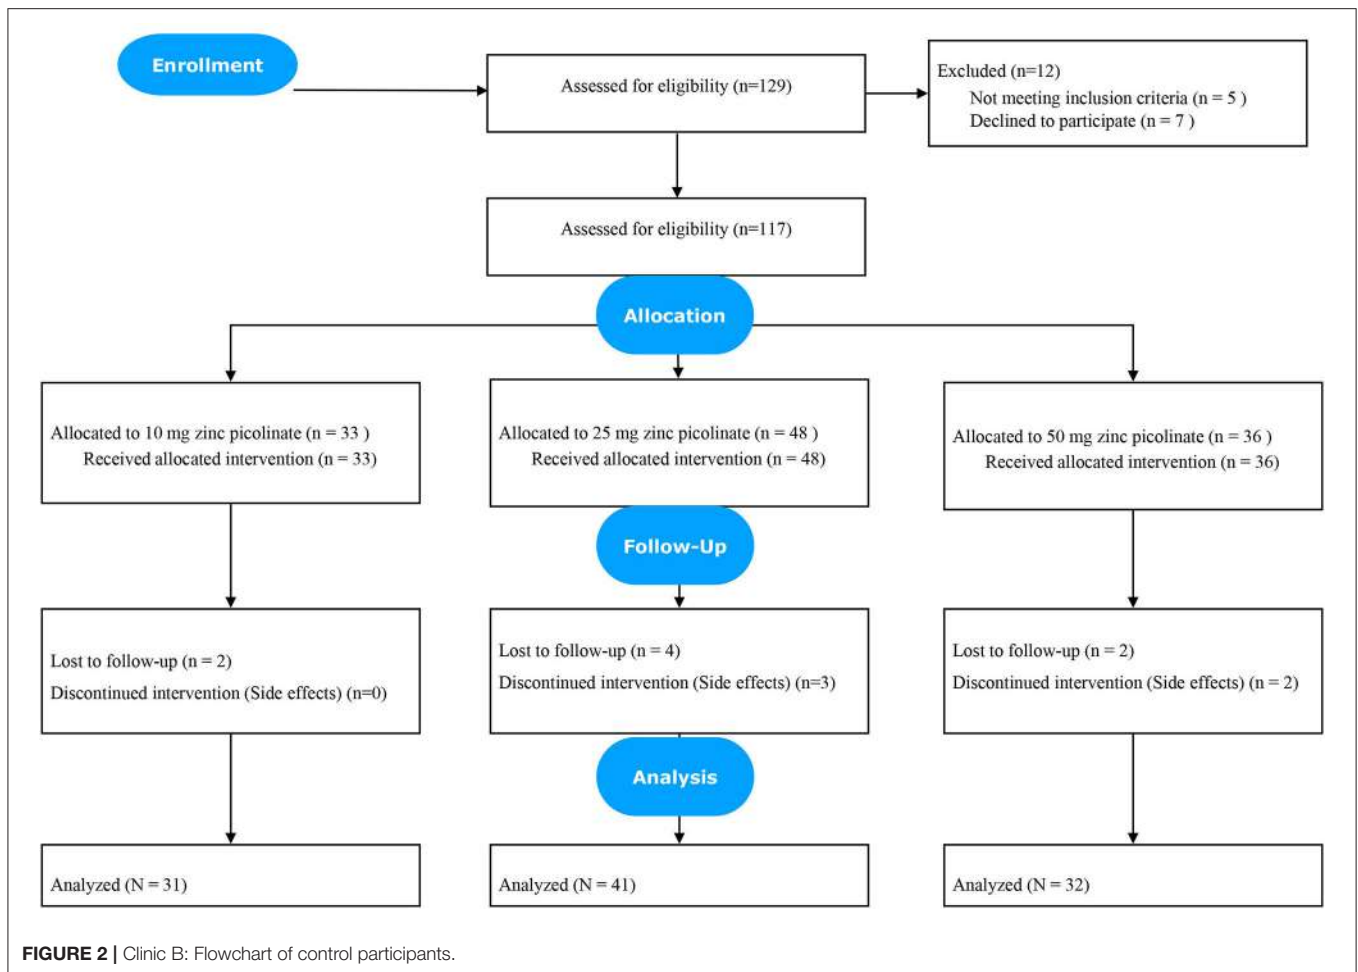 Enrollment
Assessed for eligibility (n=129)
Excluded (n=12)
Not meeting inclusion criteria (n = 5 )
Declined to participate (n = 7 )
Assessed for eligibility (n=117)
Allocation
Allocated to 10 mg zinc picolinate (n = 33 )
Received allocated intervention (n = 33)
Allocated to 25 mg zinc picolinate (n = 48 )
Received allocated intervention (n = 48)
Allocated to 50 mg zinc picolinate (n = 36 )
Received allocated intervention (n = 36)
Follow-Up
Lost to follow-up (n = 2)
Discontinued intervention (Side effects) (n=0)
Lost to follow-up (n = 4)
Discontinued intervention (Side effects) (n=3)
Lost to follow-up (n = 2)
Discontinued intervention (Side effects) (n = 2)
Analysis
Analyzed (N = 31)
Analyzed (N = 41)
Analyzed (N = 32)
FIGURE 2 | Clinic B: Flowchart of control participants.